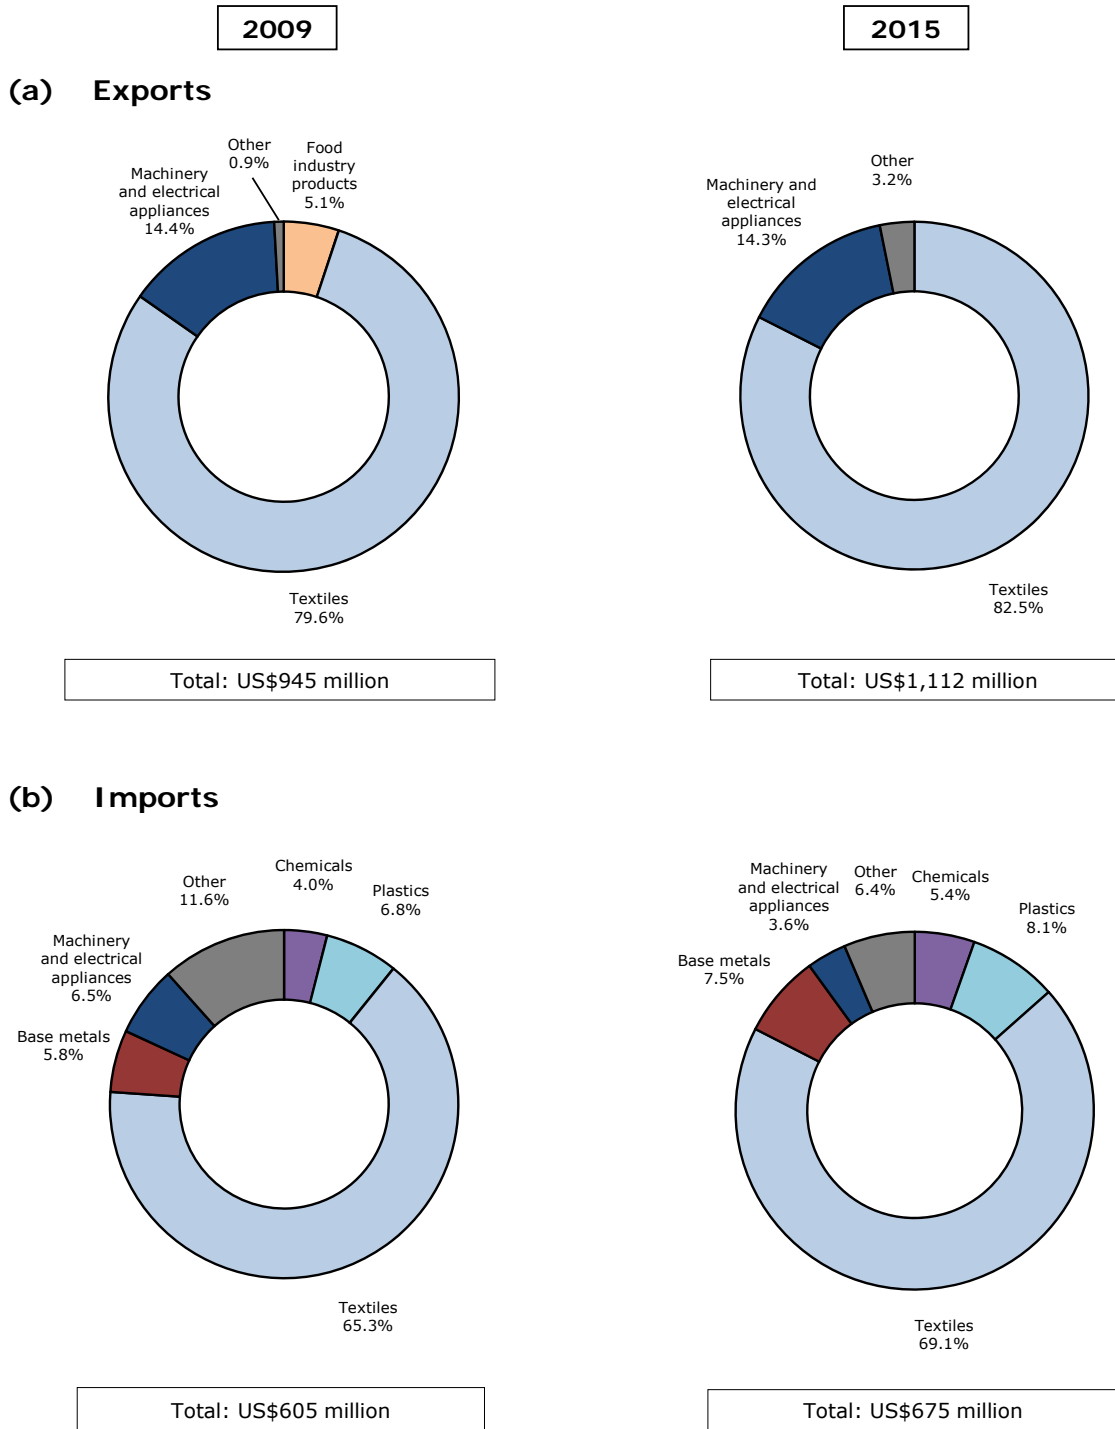 2009
2015
(a) Exports
Other
0.9%
Food
industry
products
5.1%
Machinery
and electrical
appliances
14.4%
Textiles
79.6%
Other
3.2%
Machinery and
electrical
appliances
14.3%
Textiles
82.5%
Total: US$945 million
Total: US$1,112 million
(b) Imports
Other
11.6%
Chemicals
4.0%
Plastics
6.8%
Machinery
and electrical
appliances
6.5%
Base metals
5.8%
Textiles
65.3%
Machinery
and electrical
appliances
3.6%
Other
6.4%
Chemicals
5.4%
Plastics
8.1%
Base metals
7.5%
Textiles
69.1%
Total: US$605 million
Total: US$675 million